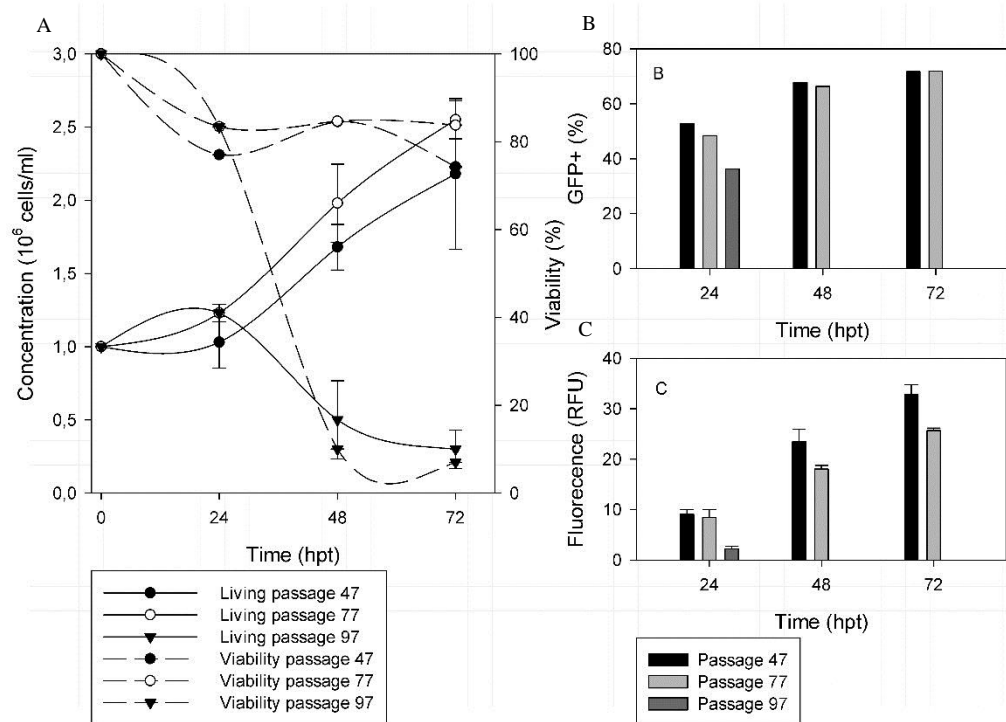 A
3,0
2,5
2,0
1,5
1,0
0,5
0,0
Concentration (10⁶ cells/ml)
100
80
60
40
20
0
Viability (%)
0 24 48 72
Time (hpt)
Living passage 47
Living passage 77
Living passage 97
Viability passage 47
Viability passage 77
Viability passage 97
B
B
80
60
40
20
0
GFP+ (%)
24 48 72
Time (hpt)
C
C
40
30
20
10
0
Fluorecence (RFU)
24 48 72
Time (hpt)
Passage 47
Passage 77
Passage 97